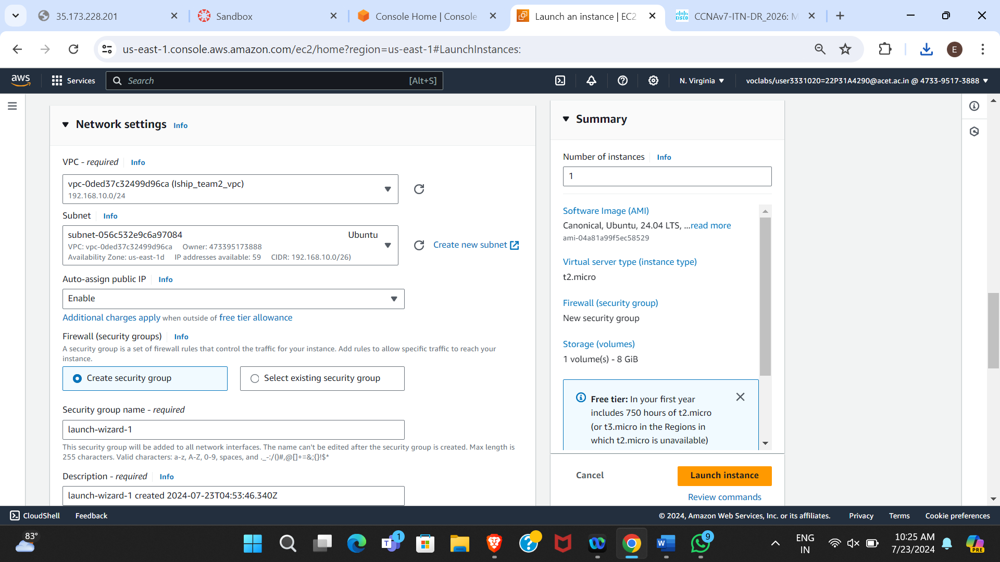 35.173.228.201
Sandbox
Console Home | Console
Launch an instance | EC2
CCNAv7-ITN-DR_2026: M
us-east-1.console.aws.amazon.com/ec2/home?region=us-east-1#LaunchInstances:
E
aws
Services
Search
[Alt+S]
N. Virginia
voclabs/user3331020=22P31A4290@acet.ac.in @ 4733-9517-3888
Network settings Info
VPC - required Info
vpc-0ded37c32499d96ca (Iship_team2_vpc)
192.168.10.0/24
Subnet Info
subnet-056c532e9c6a97084 Ubuntu
VPC: vpc-0ded37c32499d96ca Owner: 473395173888
Availability Zone: us-east-1d IP addresses available: 59 CIDR: 192.168.10.0/26)
Create new subnet
Auto-assign public IP Info
Enable
Additional charges apply when outside of free tier allowance
Firewall (security groups) Info
A security group is a set of firewall rules that control the traffic for your instance. Add rules to allow specific traffic to reach your
instance.
Create security group
Select existing security group
Security group name - required
launch-wizard-1
This security group will be added to all network interfaces. The name can't be edited after the security group is created. Max length is
255 characters. Valid characters: a-z, A-Z, 0-9, spaces, and ._-:/()#,@[]+=&;{}!$*
Description - required Info
launch-wizard-1 created 2024-07-23T04:53:46.340Z
Summary
Number of instances Info
1
Software Image (AMI)
Canonical, Ubuntu, 24.04 LTS, ...read more
ami-04a81a99f5ec58529
Virtual server type (instance type)
t2.micro
Firewall (security group)
New security group
Storage (volumes)
1 volume(s) - 8 GiB
Free tier: In your first year
includes 750 hours of t2.micro
(or t3.micro in the Regions in
which t2.micro is unavailable)
Cancel
Launch instance
Review commands
CloudShell
Feedback
© 2024, Amazon Web Services, Inc. or its affiliates.
Privacy
Terms
Cookie preferences
83°
1
9
ENG
IN
10:25 AM
7/23/2024
PRE